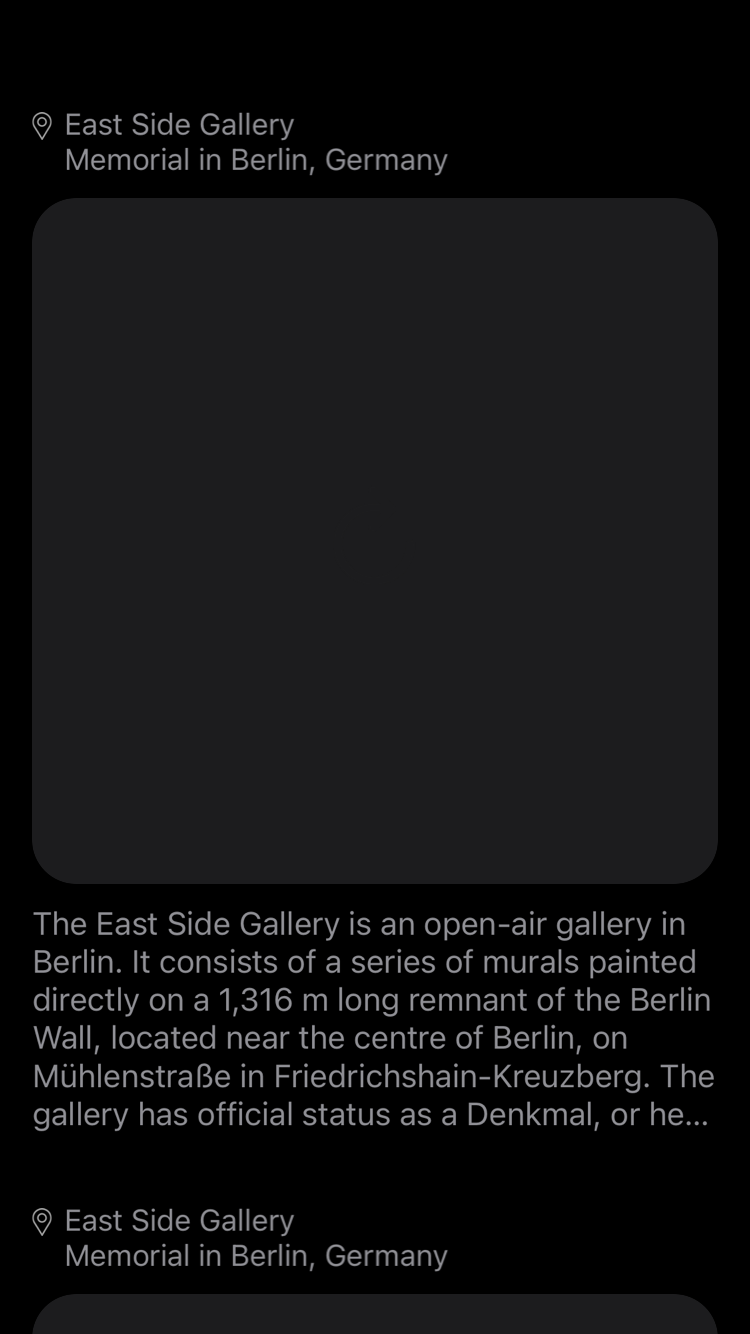 East Side Gallery
Memorial in Berlin, Germany
The East Side Gallery is an open-air gallery in
Berlin. It consists of a series of murals painted
directly on a 1,316 m long remnant of the Berlin
Wall, located near the centre of Berlin, on
Mühlenstraße in Friedrichshain-Kreuzberg. The
gallery has official status as a Denkmal, or he...
East Side Gallery
Memorial in Berlin, Germany